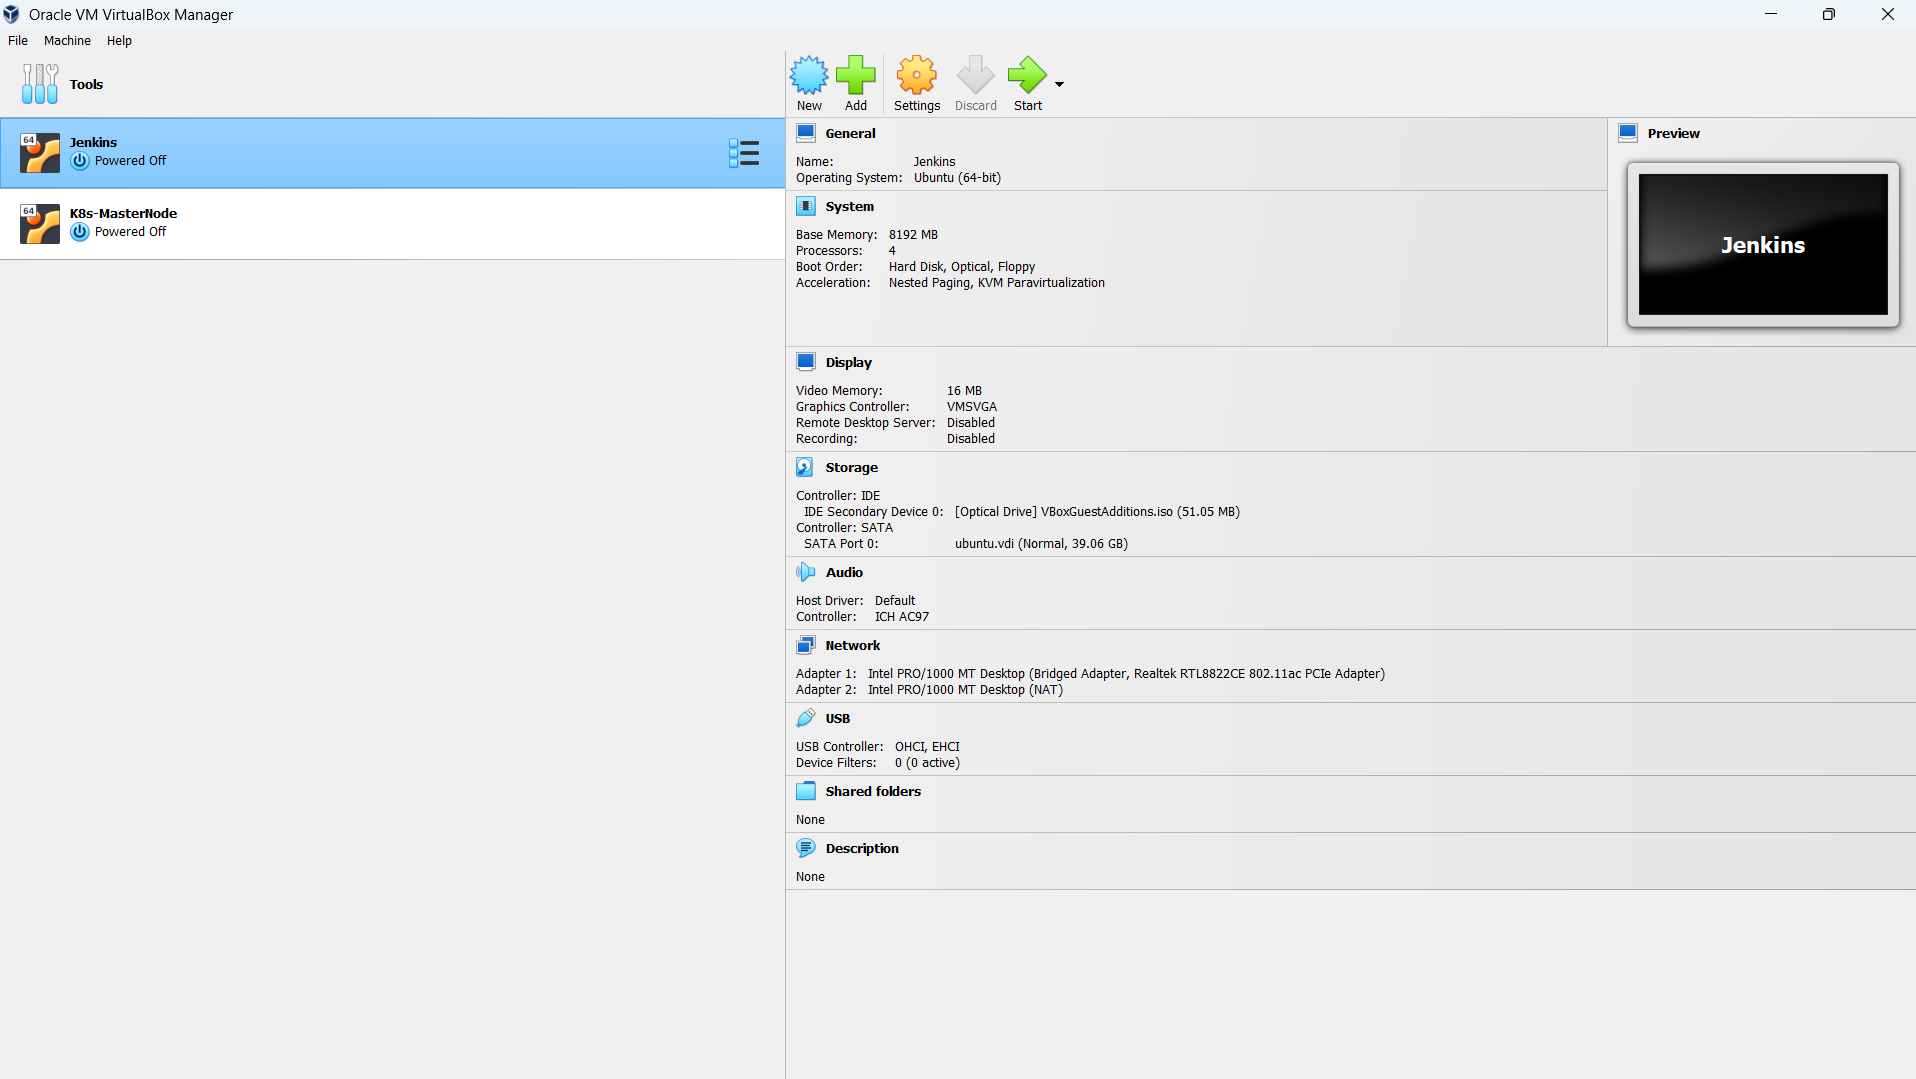 Oracle VM VirtualBox Manager
File Machine Help
Tools
New Add Settings Discard Start
64
Jenkins
Powered Off
64
K8s-MasterNode
Powered Off
General
Name: Jenkins
Operating System: Ubuntu (64-bit)
System
Base Memory: 8192 MB
Processors: 4
Boot Order: Hard Disk, Optical, Floppy
Acceleration: Nested Paging, KVM Paravirtualization
Preview
Jenkins
Display
Video Memory: 16 MB
Graphics Controller: VMSVGA
Remote Desktop Server: Disabled
Recording: Disabled
Storage
Controller: IDE
IDE Secondary Device 0: [Optical Drive] VBoxGuestAdditions.iso (51.05 MB)
Controller: SATA
SATA Port 0: ubuntu.vdi (Normal, 39.06 GB)
Audio
Host Driver: Default
Controller: ICH AC97
Network
Adapter 1: Intel PRO/1000 MT Desktop (Bridged Adapter, Realtek RTL8822CE 802.11ac PCIe Adapter)
Adapter 2: Intel PRO/1000 MT Desktop (NAT)
USB
USB Controller: OHCI, EHCI
Device Filters: 0 (0 active)
Shared folders
None
Description
None